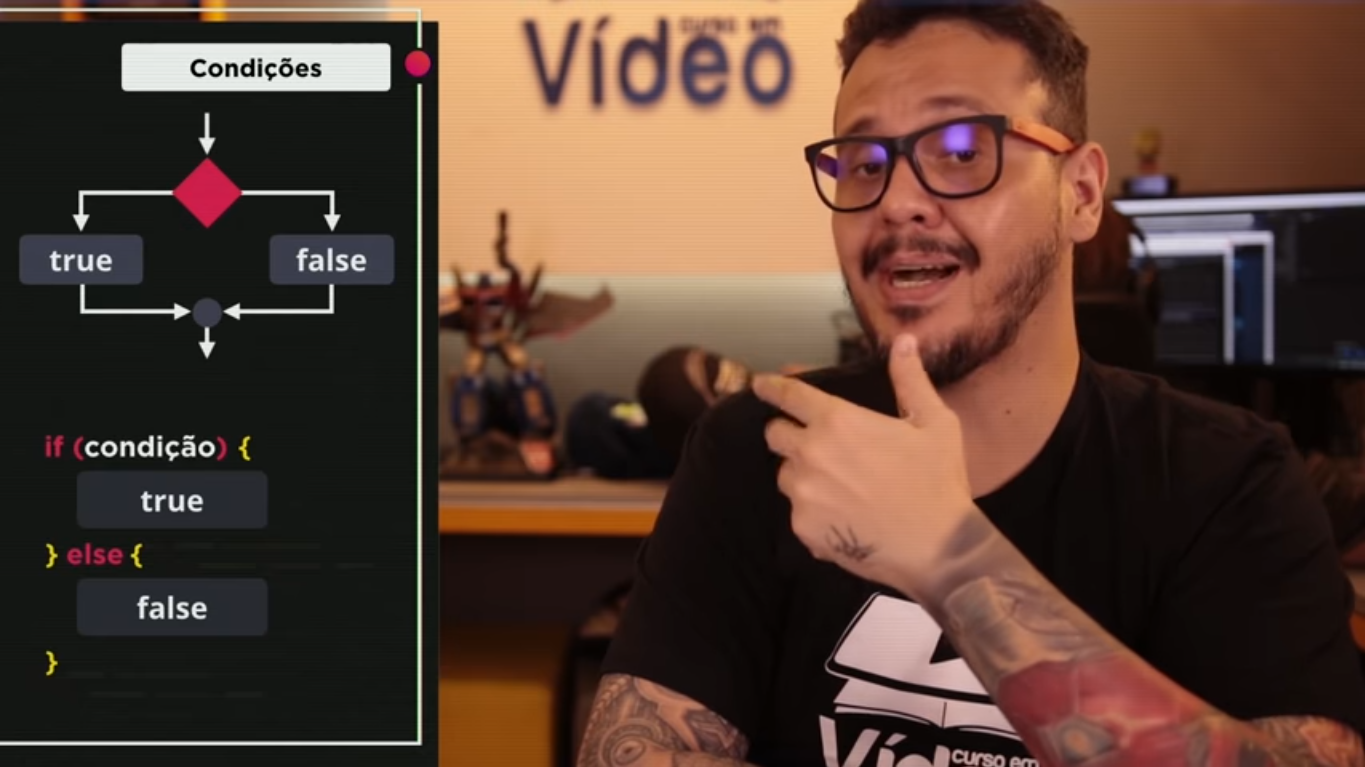 Condições
true
false
if (condição) {
true
} else {
false
}
curso em
Vídeo
curso em
Víd